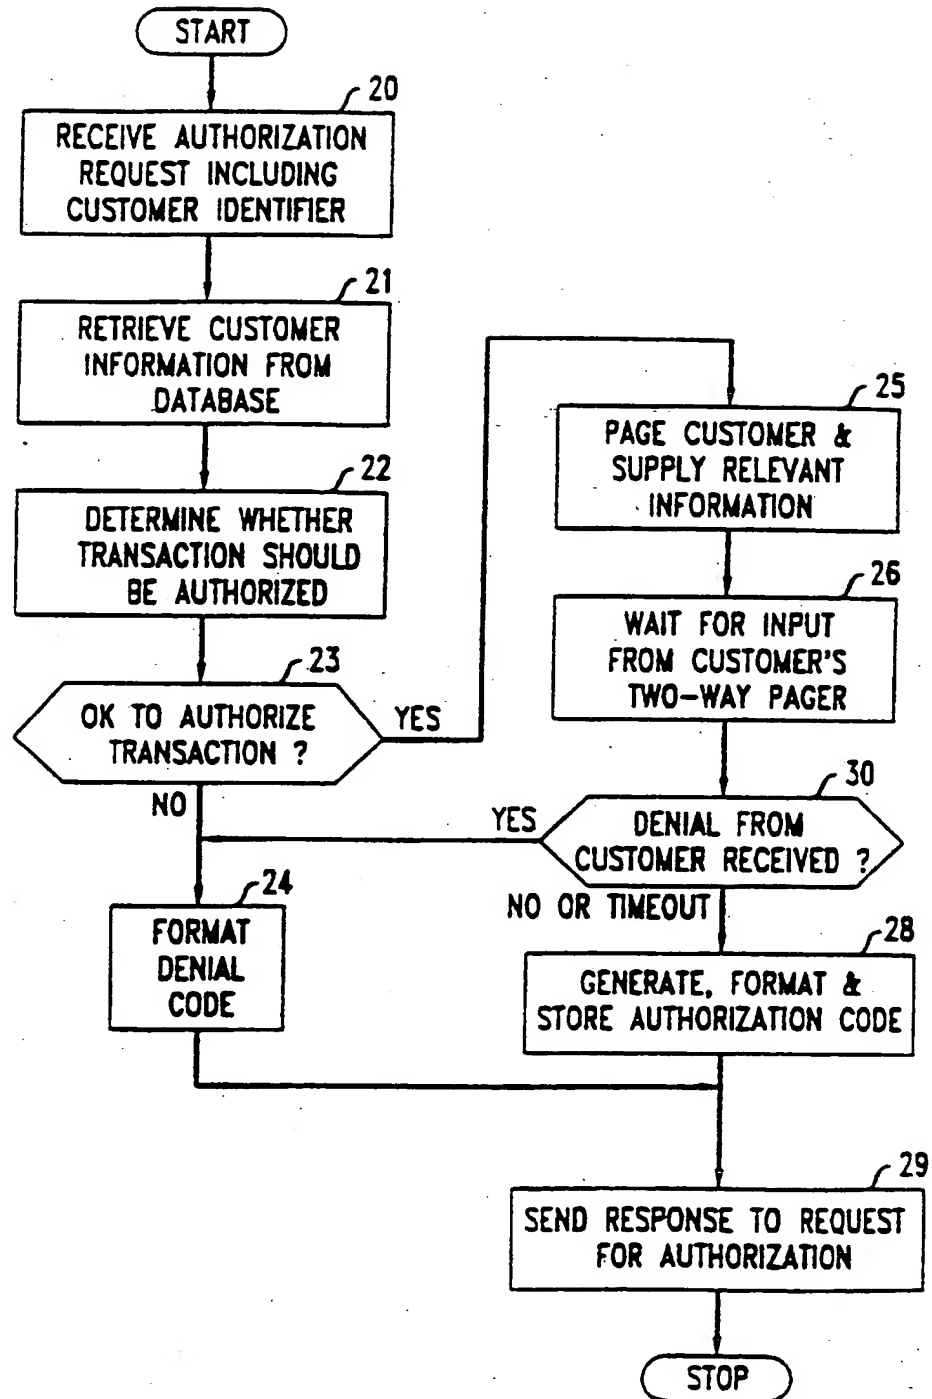 START
20
RECEIVE AUTHORIZATION
REQUEST INCLUDING
CUSTOMER IDENTIFIER
21
RETRIEVE CUSTOMER
INFORMATION FROM
DATABASE
22
DETERMINE WHETHER
TRANSACTION SHOULD
BE AUTHORIZED
23
OK TO AUTHORIZE
TRANSACTION ?
YES
NO
24
FORMAT
DENIAL
CODE
25
PAGE CUSTOMER &
SUPPLY RELEVANT
INFORMATION
26
WAIT FOR INPUT
FROM CUSTOMER'S
TWO-WAY PAGER
30
DENIAL FROM
CUSTOMER RECEIVED ?
YES
NO OR TIMEOUT
28
GENERATE, FORMAT &
STORE AUTHORIZATION CODE
29
SEND RESPONSE TO REQUEST
FOR AUTHORIZATION
STOP